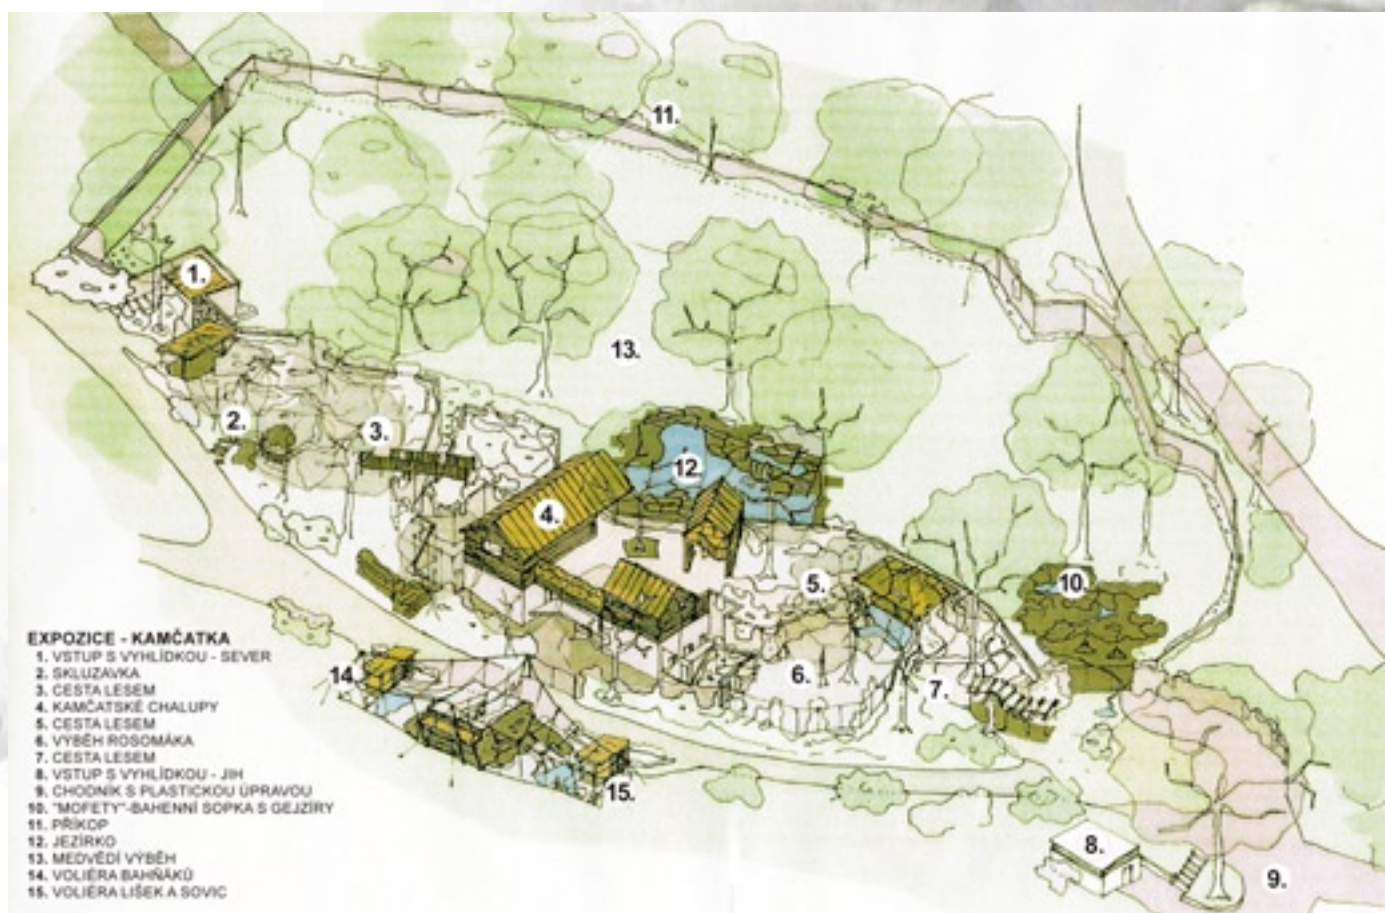 11.
1.
13.
2.
3.
12.
4.
10.
5.
14.
6.
7.
15.
8.
9.
EXPOZICE - KAMČATKA
1. VSTUP S VYHLÍDKOU - SEVER
2. SKLUZAVKA
3. CESTA LESEM
4. KAMČATSKÉ CHALUPY
5. CESTA LESEM
6. VÝBĚH ROSOMÁKA
7. CESTA LESEM
8. VSTUP S VYHLÍDKOU - JIH
9. CHODNÍK S PLASTICKOU ÚPRAVOU
10. "MOFETY"-BAHENNÍ SOPKA S GEJZÍRY
11. PŘÍKOP
12. JEZÍRKO
13. MEDVĚDÍ VÝBĚH
14. VOLIÉRA BAHŇÁKŮ
15. VOLIÉRA LIŠEK A SOVIC